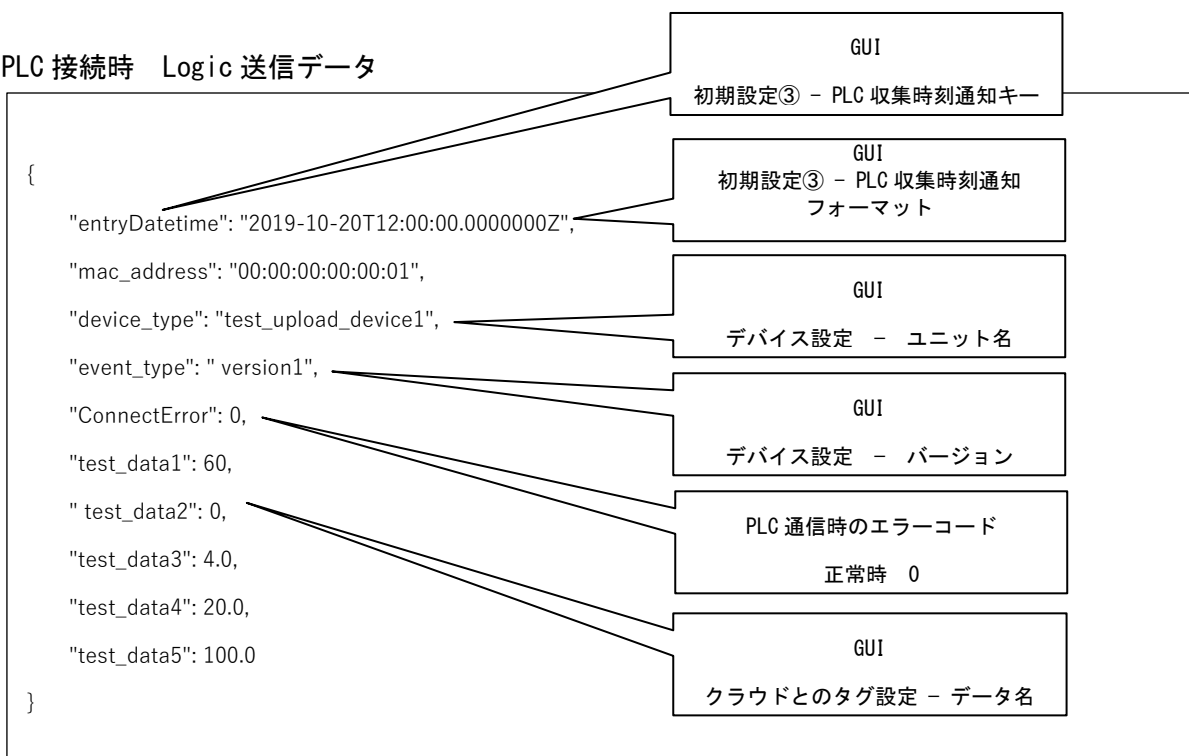 PLC 接続時　Logic 送信データ
GUI
初期設定③ － PLC 収集時刻通知キー
GUI
初期設定③ － PLC 収集時刻通知
フォーマット
{
"entryDatetime": "2019-10-20T12:00:00.0000000Z",
"mac_address": "00:00:00:00:00:01",
"device_type": "test_upload_device1",
"event_type": " version1",
"ConnectError": 0,
"test_data1": 60,
" test_data2": 0,
"test_data3": 4.0,
"test_data4": 20.0,
"test_data5": 100.0
}
GUI
デバイス設定　－　ユニット名
GUI
デバイス設定　－　バージョン
PLC 通信時のエラーコード
正常時　0
GUI
クラウドとのタグ設定 － データ名